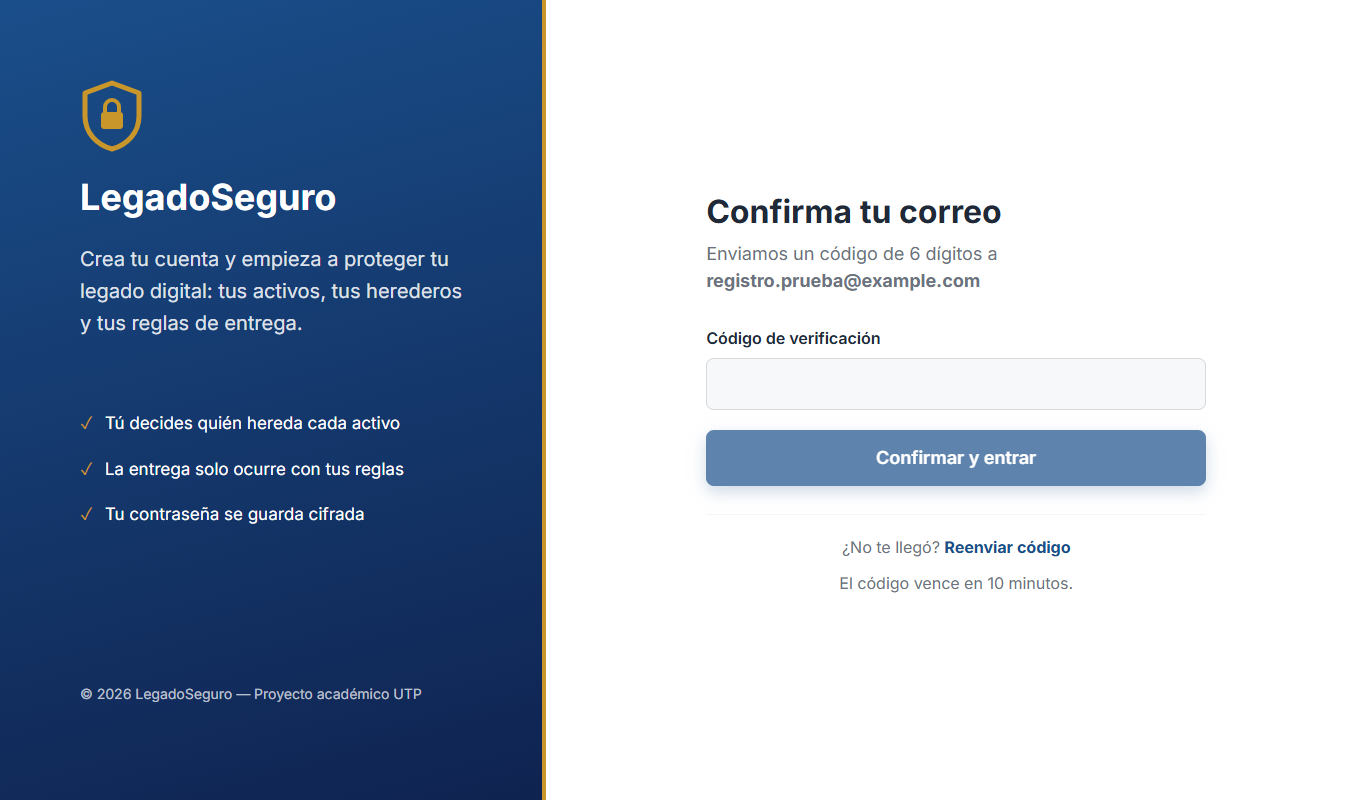 LegadoSeguro
Crea tu cuenta y empieza a proteger tu
legado digital: tus activos, tus herederos
y tus reglas de entrega.
✓ Tú decides quién hereda cada activo
✓ La entrega solo ocurre con tus reglas
✓ Tu contraseña se guarda cifrada
© 2026 LegadoSeguro — Proyecto académico UTP
Confirma tu correo
Enviamos un código de 6 dígitos a
registro.prueba@example.com
Código de verificación
Confirmar y entrar
¿No te llegó? Reenviar código
El código vence en 10 minutos.